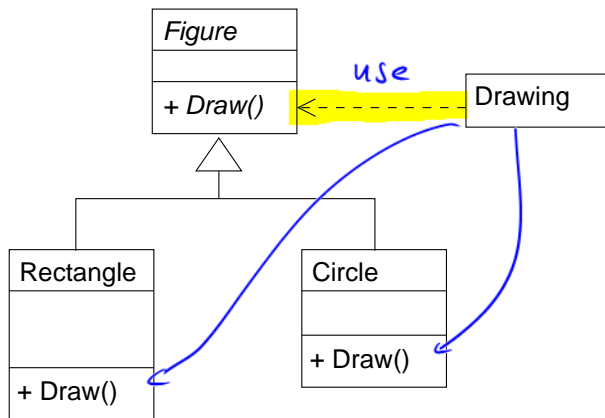 Figure
use
+ Draw()
Drawing
Rectangle
Circle
+ Draw()
+ Draw()